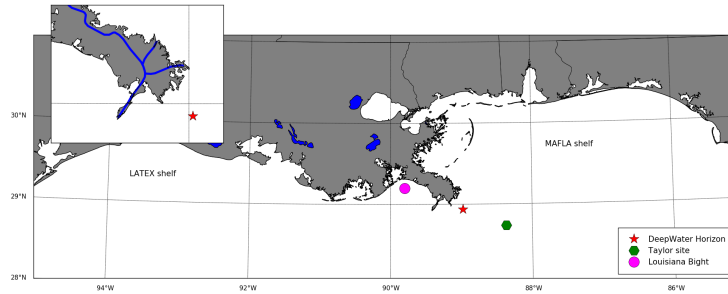 30°N
MAFLA shelf
LATEX shelf
29°N
DeepWater Horizon
Taylor site
Louisiana Bight
28°N
94°W
92°W
90°W
88°W
86°W